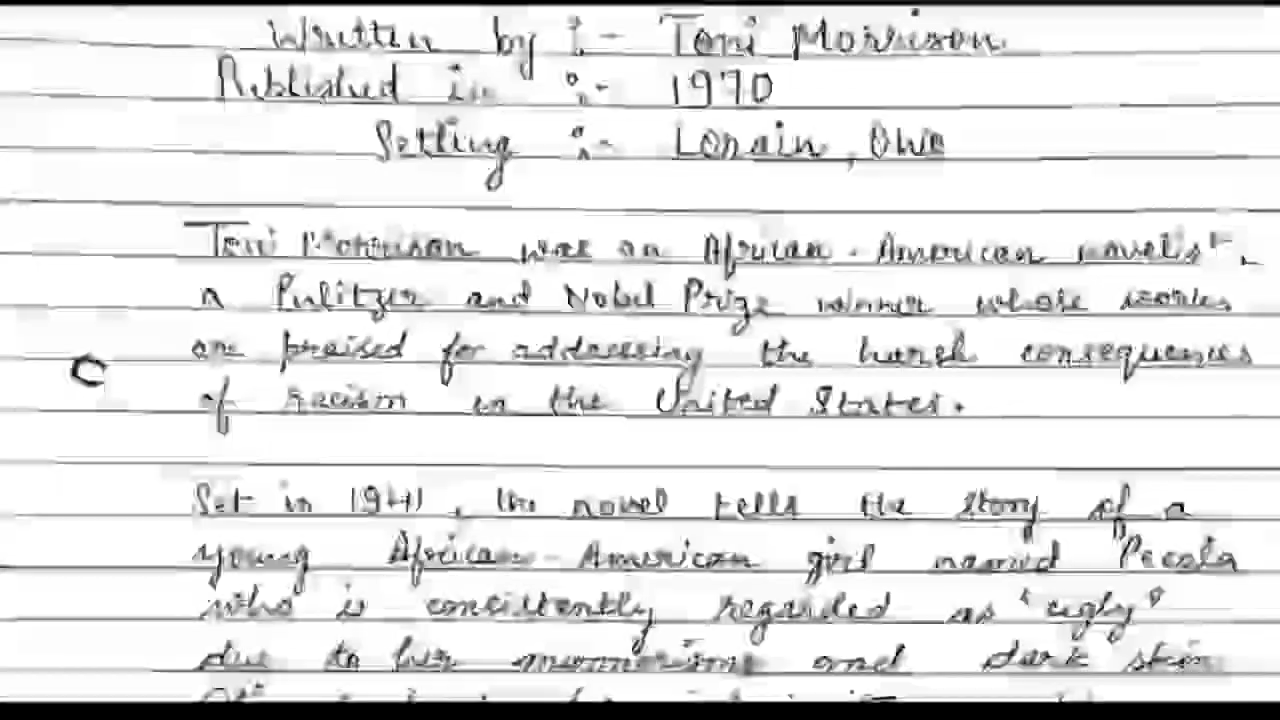 Written by :- Toni Morrison
Published in :- 1970
Setting :- Lorain, Ohio
Toni Morrison was an African-American novelist,
a Pulitzer and Nobel Prize winner whose works
are praised for addressing the harsh consequences
of racism in the United States.
Set in 1941, the novel tells the story of a
young African-American girl named Pecola
who is consistently regarded as "ugly"
due to her mannerisms and dark skin